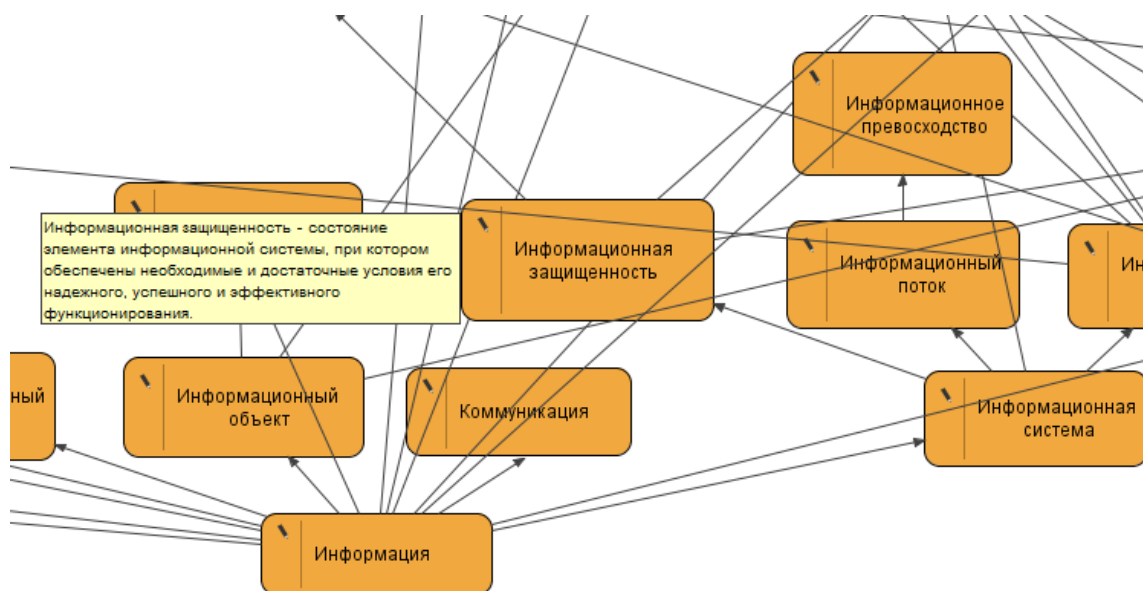 Информационное
превосходство
Информационная защищенность - состояние
элемента информационной системы, при котором
обеспечены необходимые и достаточные условия его
надежного, успешного и эффективного
функционирования.
Информационная
защищенность
Информационный
поток
Ин
ный
Информационный
объект
Коммуникация
Информационная
система
Информация